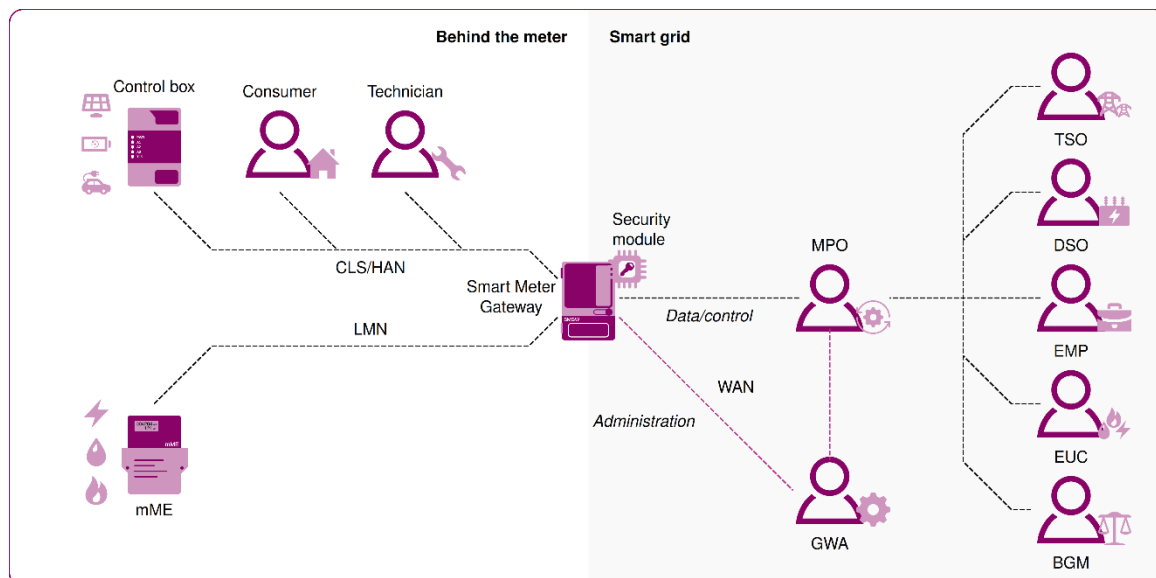 Behind the meter
Smart grid
Control box
Consumer
Technician
TSO
Security
module
MPO
DSO
CLS/HAN
Smart Meter
Gateway
Data/control
LMN
EMP
WAN
Administration
EUC
mME
mME
GWA
BGM